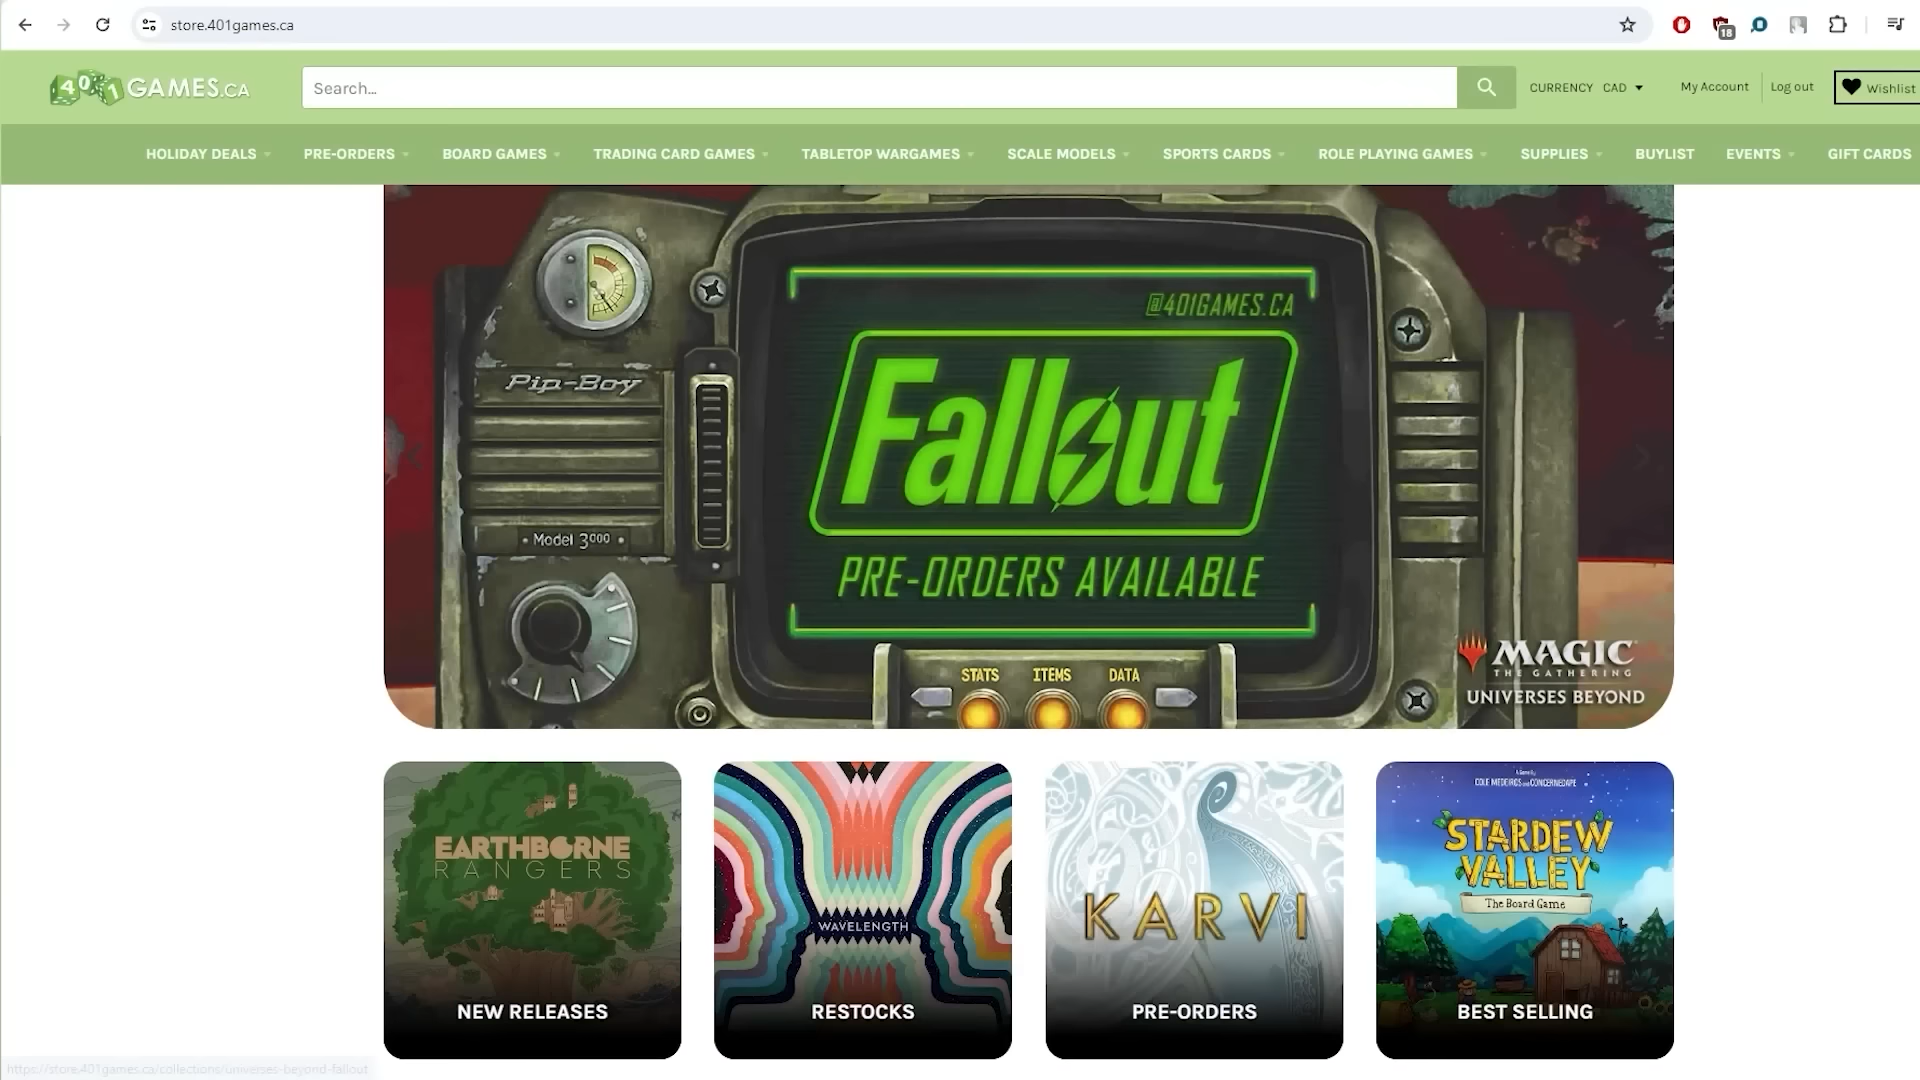 store.401games.ca
18
401 GAMES.CA
Search...
CURRENCY CAD
My Account
Log out
Wishlist
HOLIDAY DEALS
PRE-ORDERS
BOARD GAMES
TRADING CARD GAMES
TABLETOP WARGAMES
SCALE MODELS
SPORTS CARDS
ROLE PLAYING GAMES
SUPPLIES
BUYLIST
EVENTS
GIFT CARDS
@401GAMES.CA
Pip-Boy
Fallout
• Model 3000 •
PRE-ORDERS AVAILABLE
STATS ITEMS DATA
MAGIC
THE GATHERING
UNIVERSES BEYOND
EARTHBORNE
RANGERS
NEW RELEASES
WAVELENGTH
RESTOCKS
KARVI
PRE-ORDERS
COLE MEDEIROS and CONCERNEDAPE
STARDEW
VALLEY
The Board Game
BEST SELLING
https://store.401games.ca/collections/universes-beyond-fallout